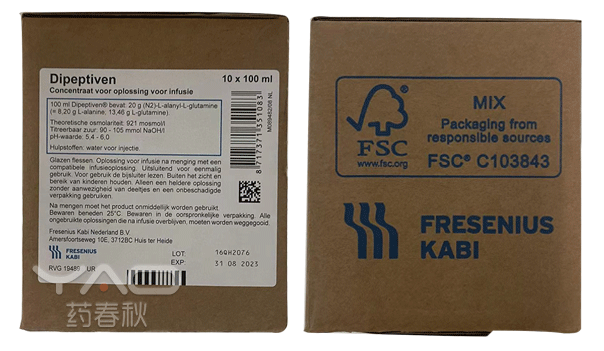 Dipeptiven 10 x 100 ml
Concentraat voor oplossing voor infusie
100 ml Dipeptiven® bevat: 20 g (N2)-L-alanyl-L-glutamine
(= 8,20 g L-alanine, 13,46 g L-glutamine)
Theoretische osmolariteit: 921 mosmol/l
Titreerbaar zuur: 90 - 105 mmol NaOH/l
pH-waarde: 5,4 - 6,0
Hulpstoffen: water voor injectie.
Glazen flessen. Oplossing voor infusie na menging met een
compatibele infusieoplossing. Uitsluitend voor eenmalig
gebruik. Voor gebruik de bijsluiter lezen. Buiten het zicht en
bereik van kinderen houden. Alleen een heldere oplossing
zonder aanwezigheid van deeltjes en een onbeschadigde
verpakking gebruiken.
Na mengen moet het product onmiddellijk worden gebruikt.
Bewaren beneden 25°C. Bewaren in de oorspronkelijke verpakking. Alle
ongebruikte oplossingen die na infusie overblijven, moeten worden weggegooid.
Fresenius Kabi Nederland B.V.
Amersfoortseweg 10E, 3712BC Huis ter Heide
FRESENIUS
KABI
RVG 19480 UR
LOT 16QH2076
EXP 31 08 2023
8717371351083
M089482/08 NL
YAO
药春秋
FSC
www.fsc.org
MIX
Packaging from
responsible sources
FSC® C103843
FRESENIUS
KABI